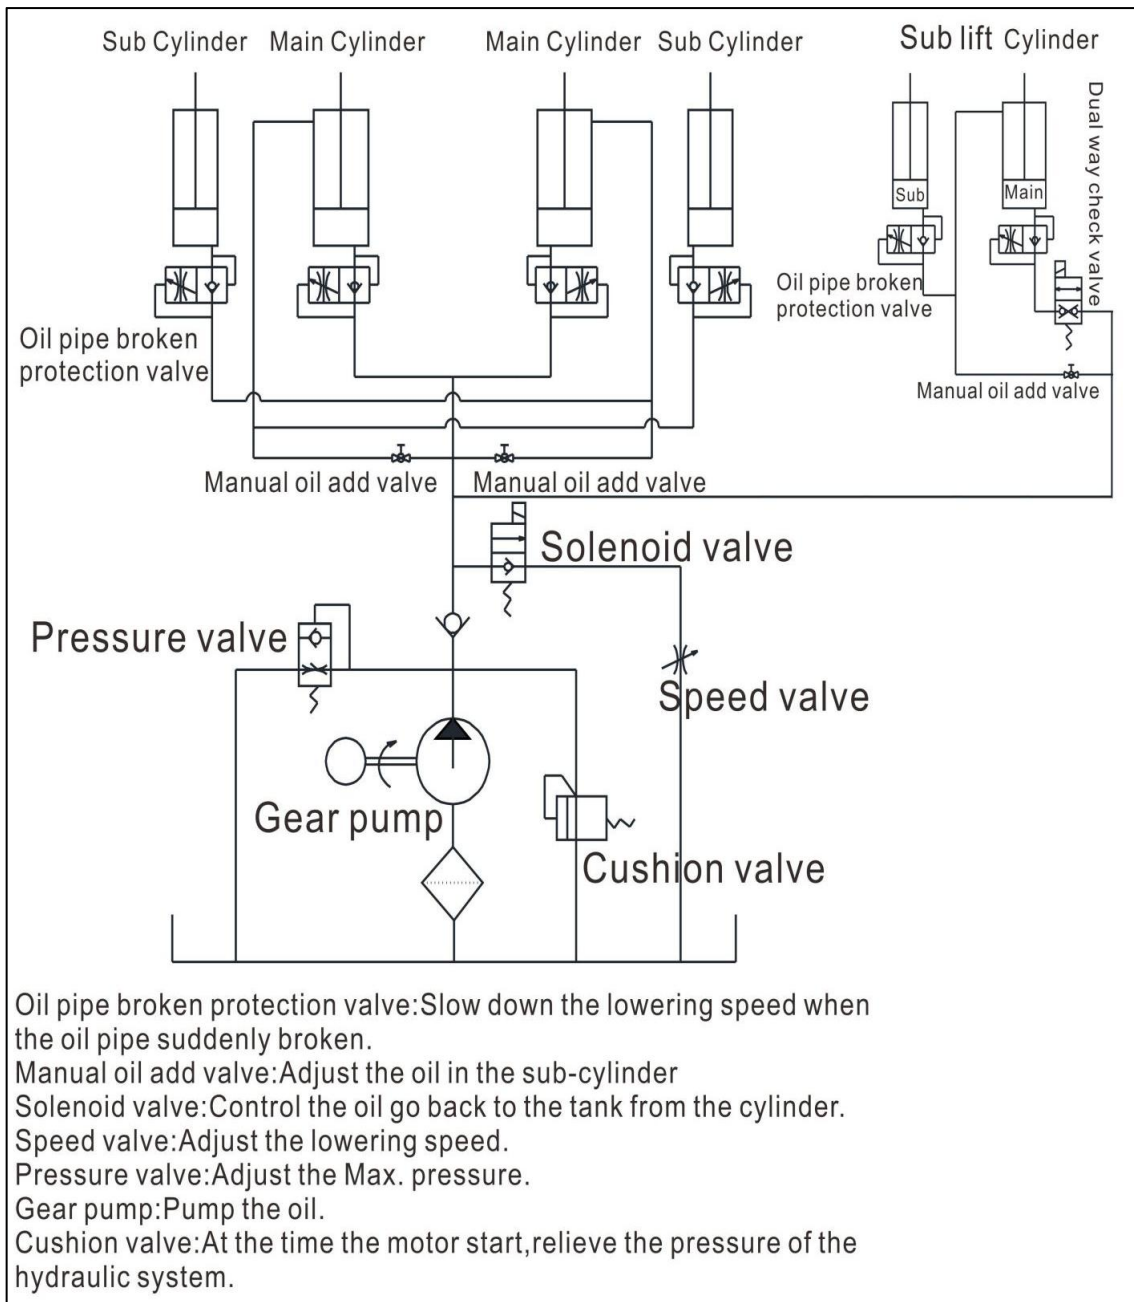 Sub Cylinder
Main Cylinder
Main Cylinder
Sub Cylinder
Sub lift Cylinder
Dual way check valve
Sub
Main
Oil pipe broken
protection valve
Oil pipe broken
protection valve
Manual oil add valve
Manual oil add valve
Manual oil add valve
Solenoid valve
Pressure valve
Speed valve
Gear pump
Cushion valve
Oil pipe broken protection valve:Slow down the lowering speed when
the oil pipe suddenly broken.
Manual oil add valve:Adjust the oil in the sub-cylinder
Solenoid valve:Control the oil go back to the tank from the cylinder.
Speed valve:Adjust the lowering speed.
Pressure valve:Adjust the Max. pressure.
Gear pump:Pump the oil.
Cushion valve:At the time the motor start,relieve the pressure of the
hydraulic system.